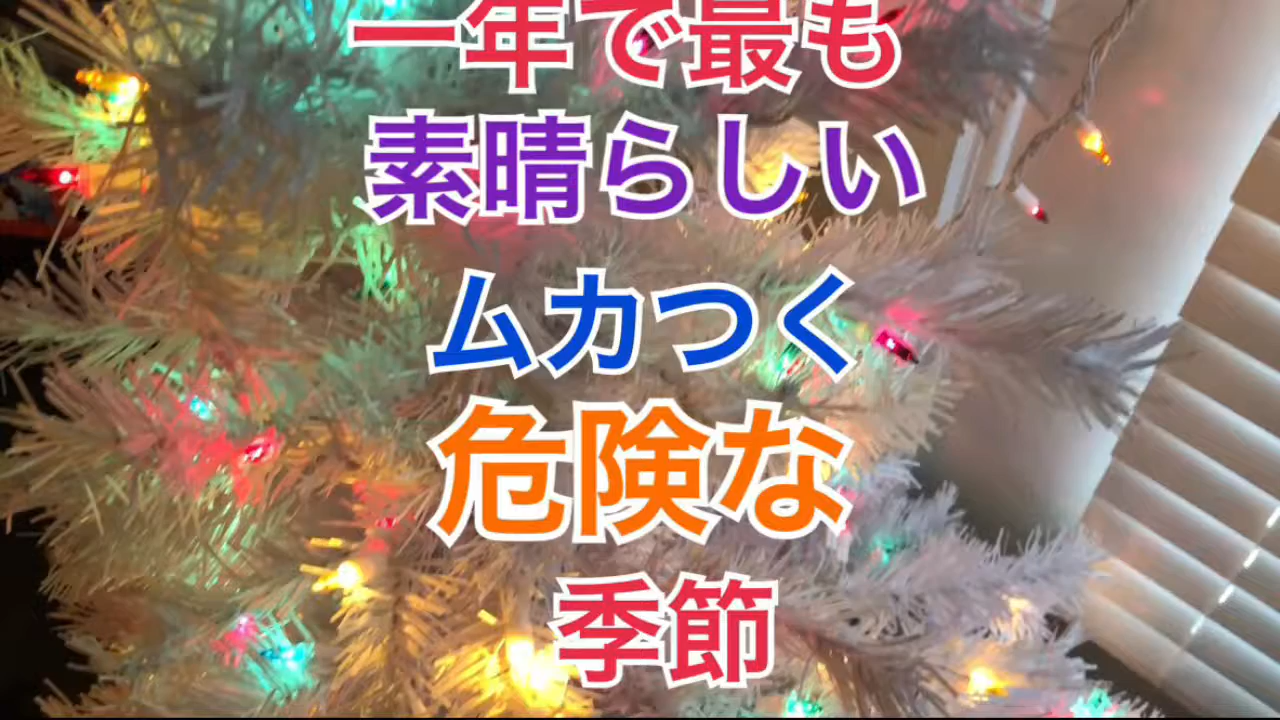 一年で最も
素晴らしい
ムカつく
危険な
季節